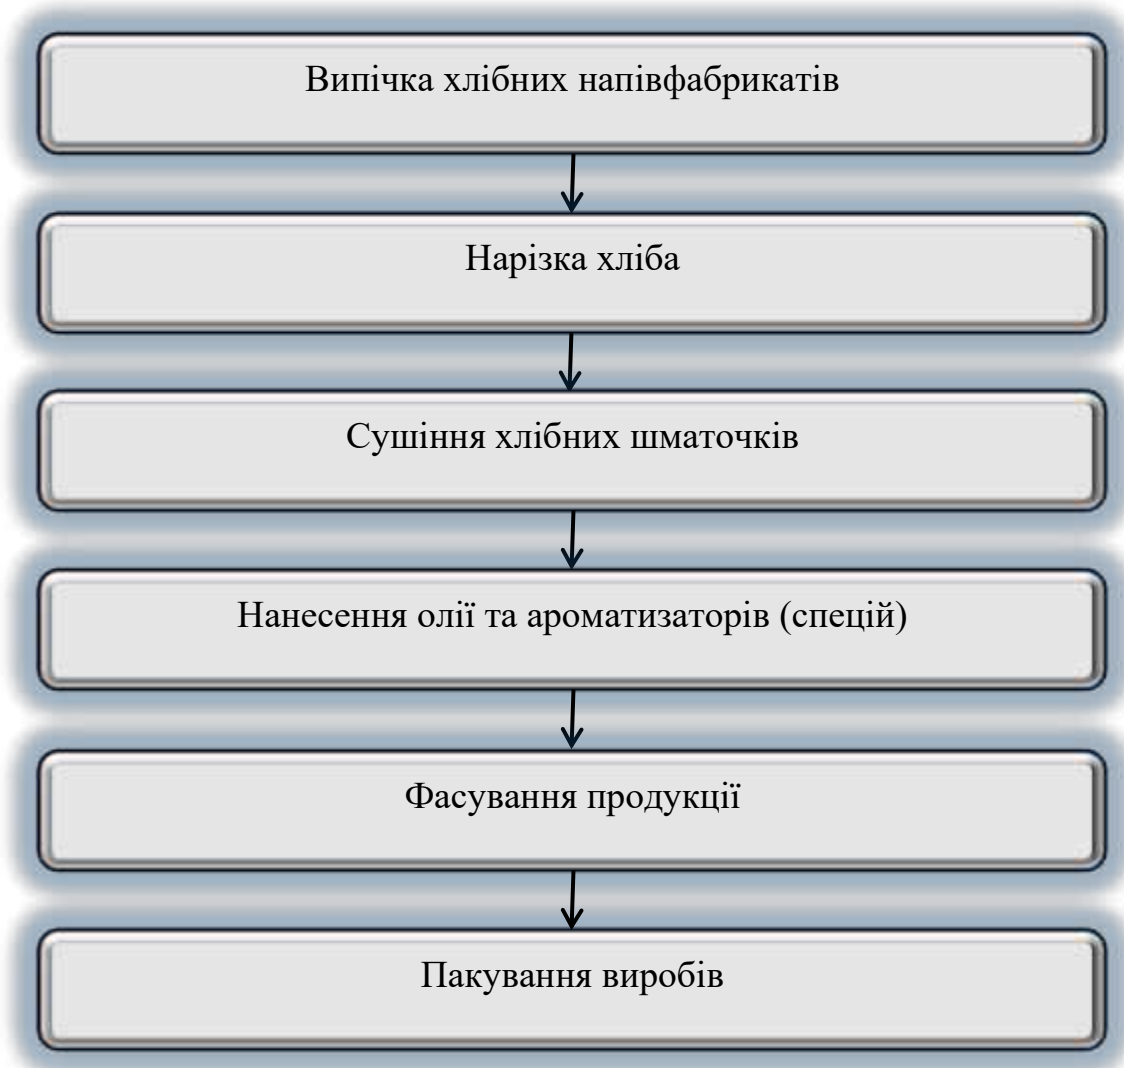 Випічка хлібних напівфабрикатів
Нарізка хліба
Сушіння хлібних шматочків
Нанесення олії та ароматизаторів (спецій)
Фасування продукції
Пакування виробів